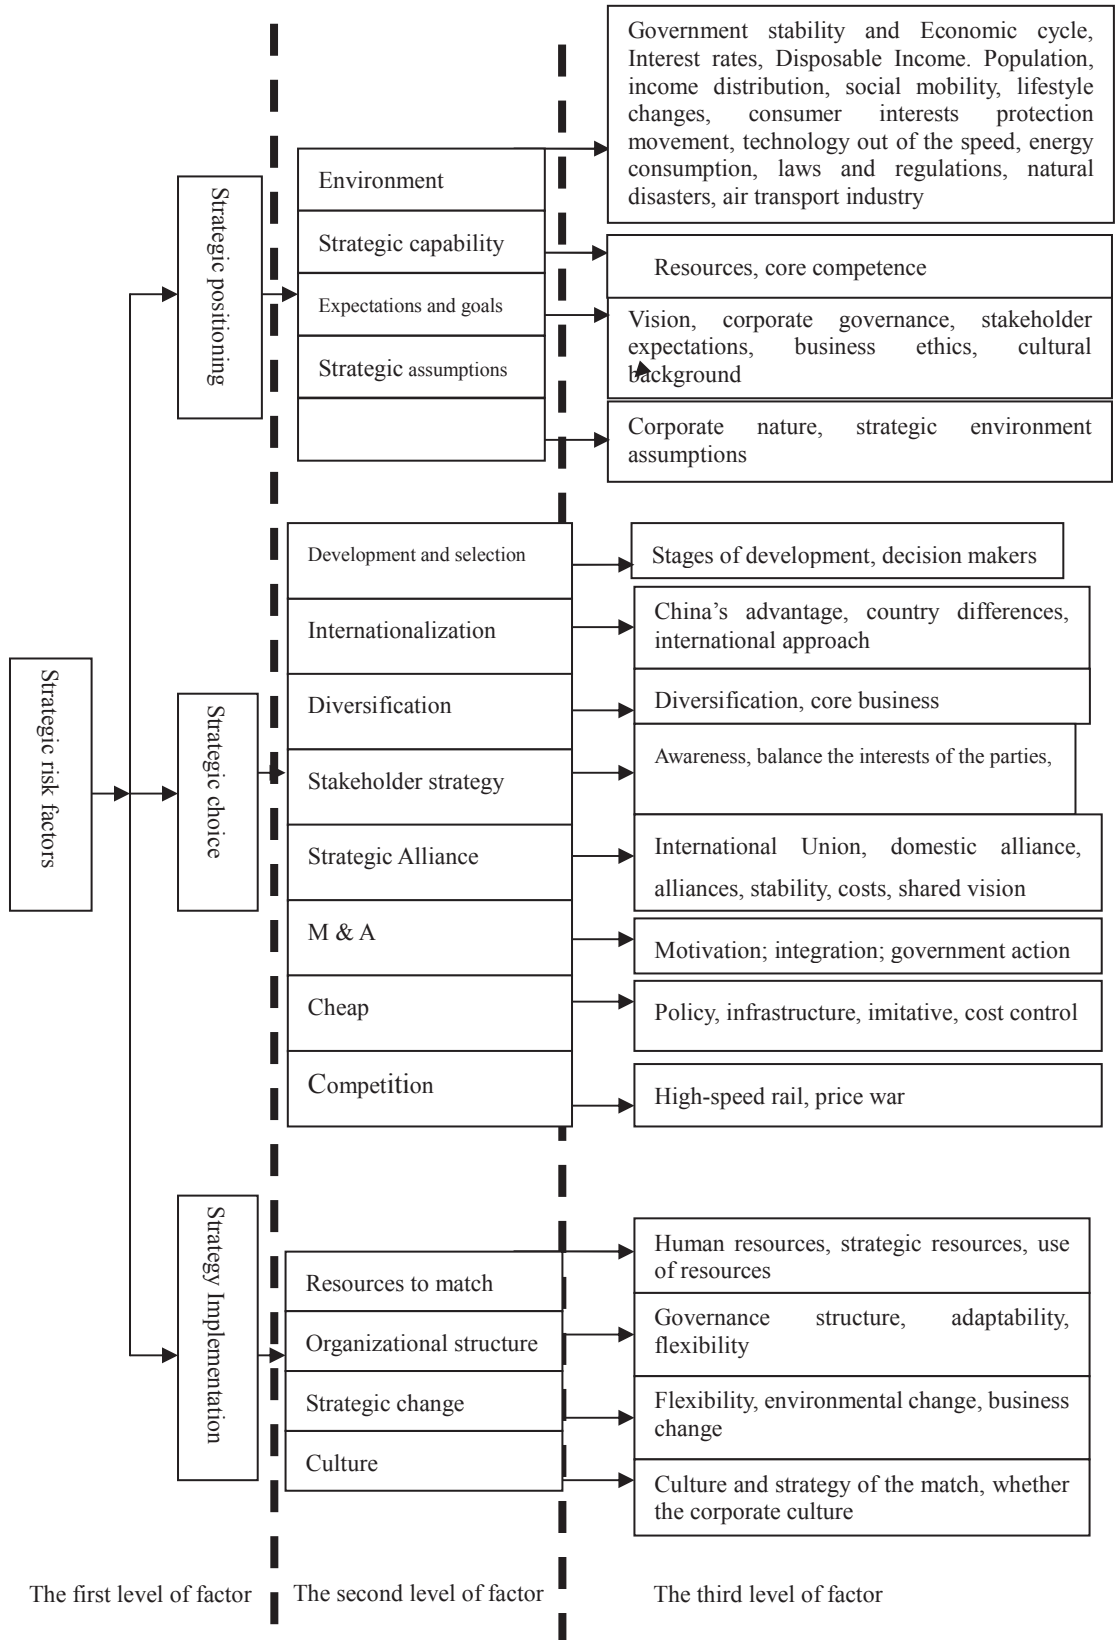 Strategic risk factors
Strategic positioning
Environment
Strategic capability
Expectations and goals
Strategic assumptions
Government stability and Economic cycle,
Interest rates, Disposable Income. Population,
income distribution, social mobility, lifestyle
changes, consumer interests protection
movement, technology out of the speed, energy
consumption, laws and regulations, natural
disasters, air transport industry
Resources, core competence
Vision, corporate governance, stakeholder
expectations, business ethics, cultural
background
Corporate nature, strategic environment
assumptions
Strategic choice
Development and selection
Internationalization
Diversification
Stakeholder strategy
Strategic Alliance
M & A
Cheap
Competition
Stages of development, decision makers
China's advantage, country differences,
international approach
Diversification, core business
Awareness, balance the interests of the parties,
International Union, domestic alliance,
alliances, stability, costs, shared vision
Motivation; integration; government action
Policy, infrastructure, imitative, cost control
High-speed rail, price war
Strategy Implementation
Resources to match
Organizational structure
Strategic change
Culture
Human resources, strategic resources, use
of resources
Governance structure, adaptability,
flexibility
Flexibility, environmental change, business
change
Culture and strategy of the match, whether
the corporate culture
The first level of factor
The second level of factor
The third level of factor